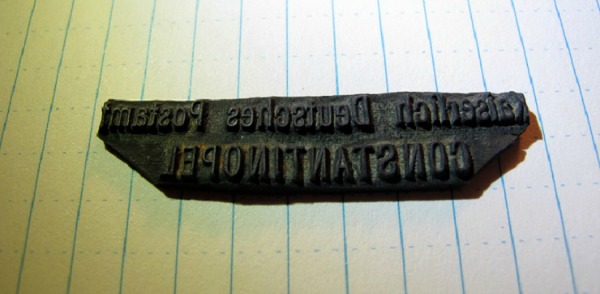 Kaiserlich Deutsches Postamt
CONSTANTINOPEL